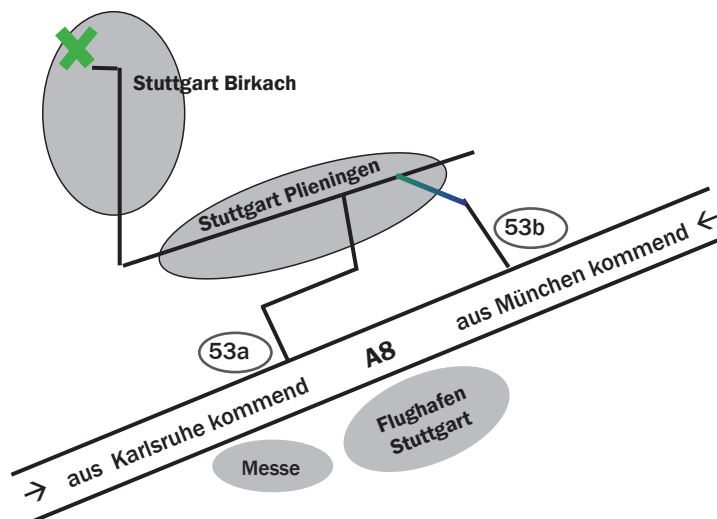 Stuttgart Birkach
Stuttgart Plieningen
53b
aus München kommend
53a
A8
aus Karlsruhe kommend
Flughafen
Stuttgart
Messe